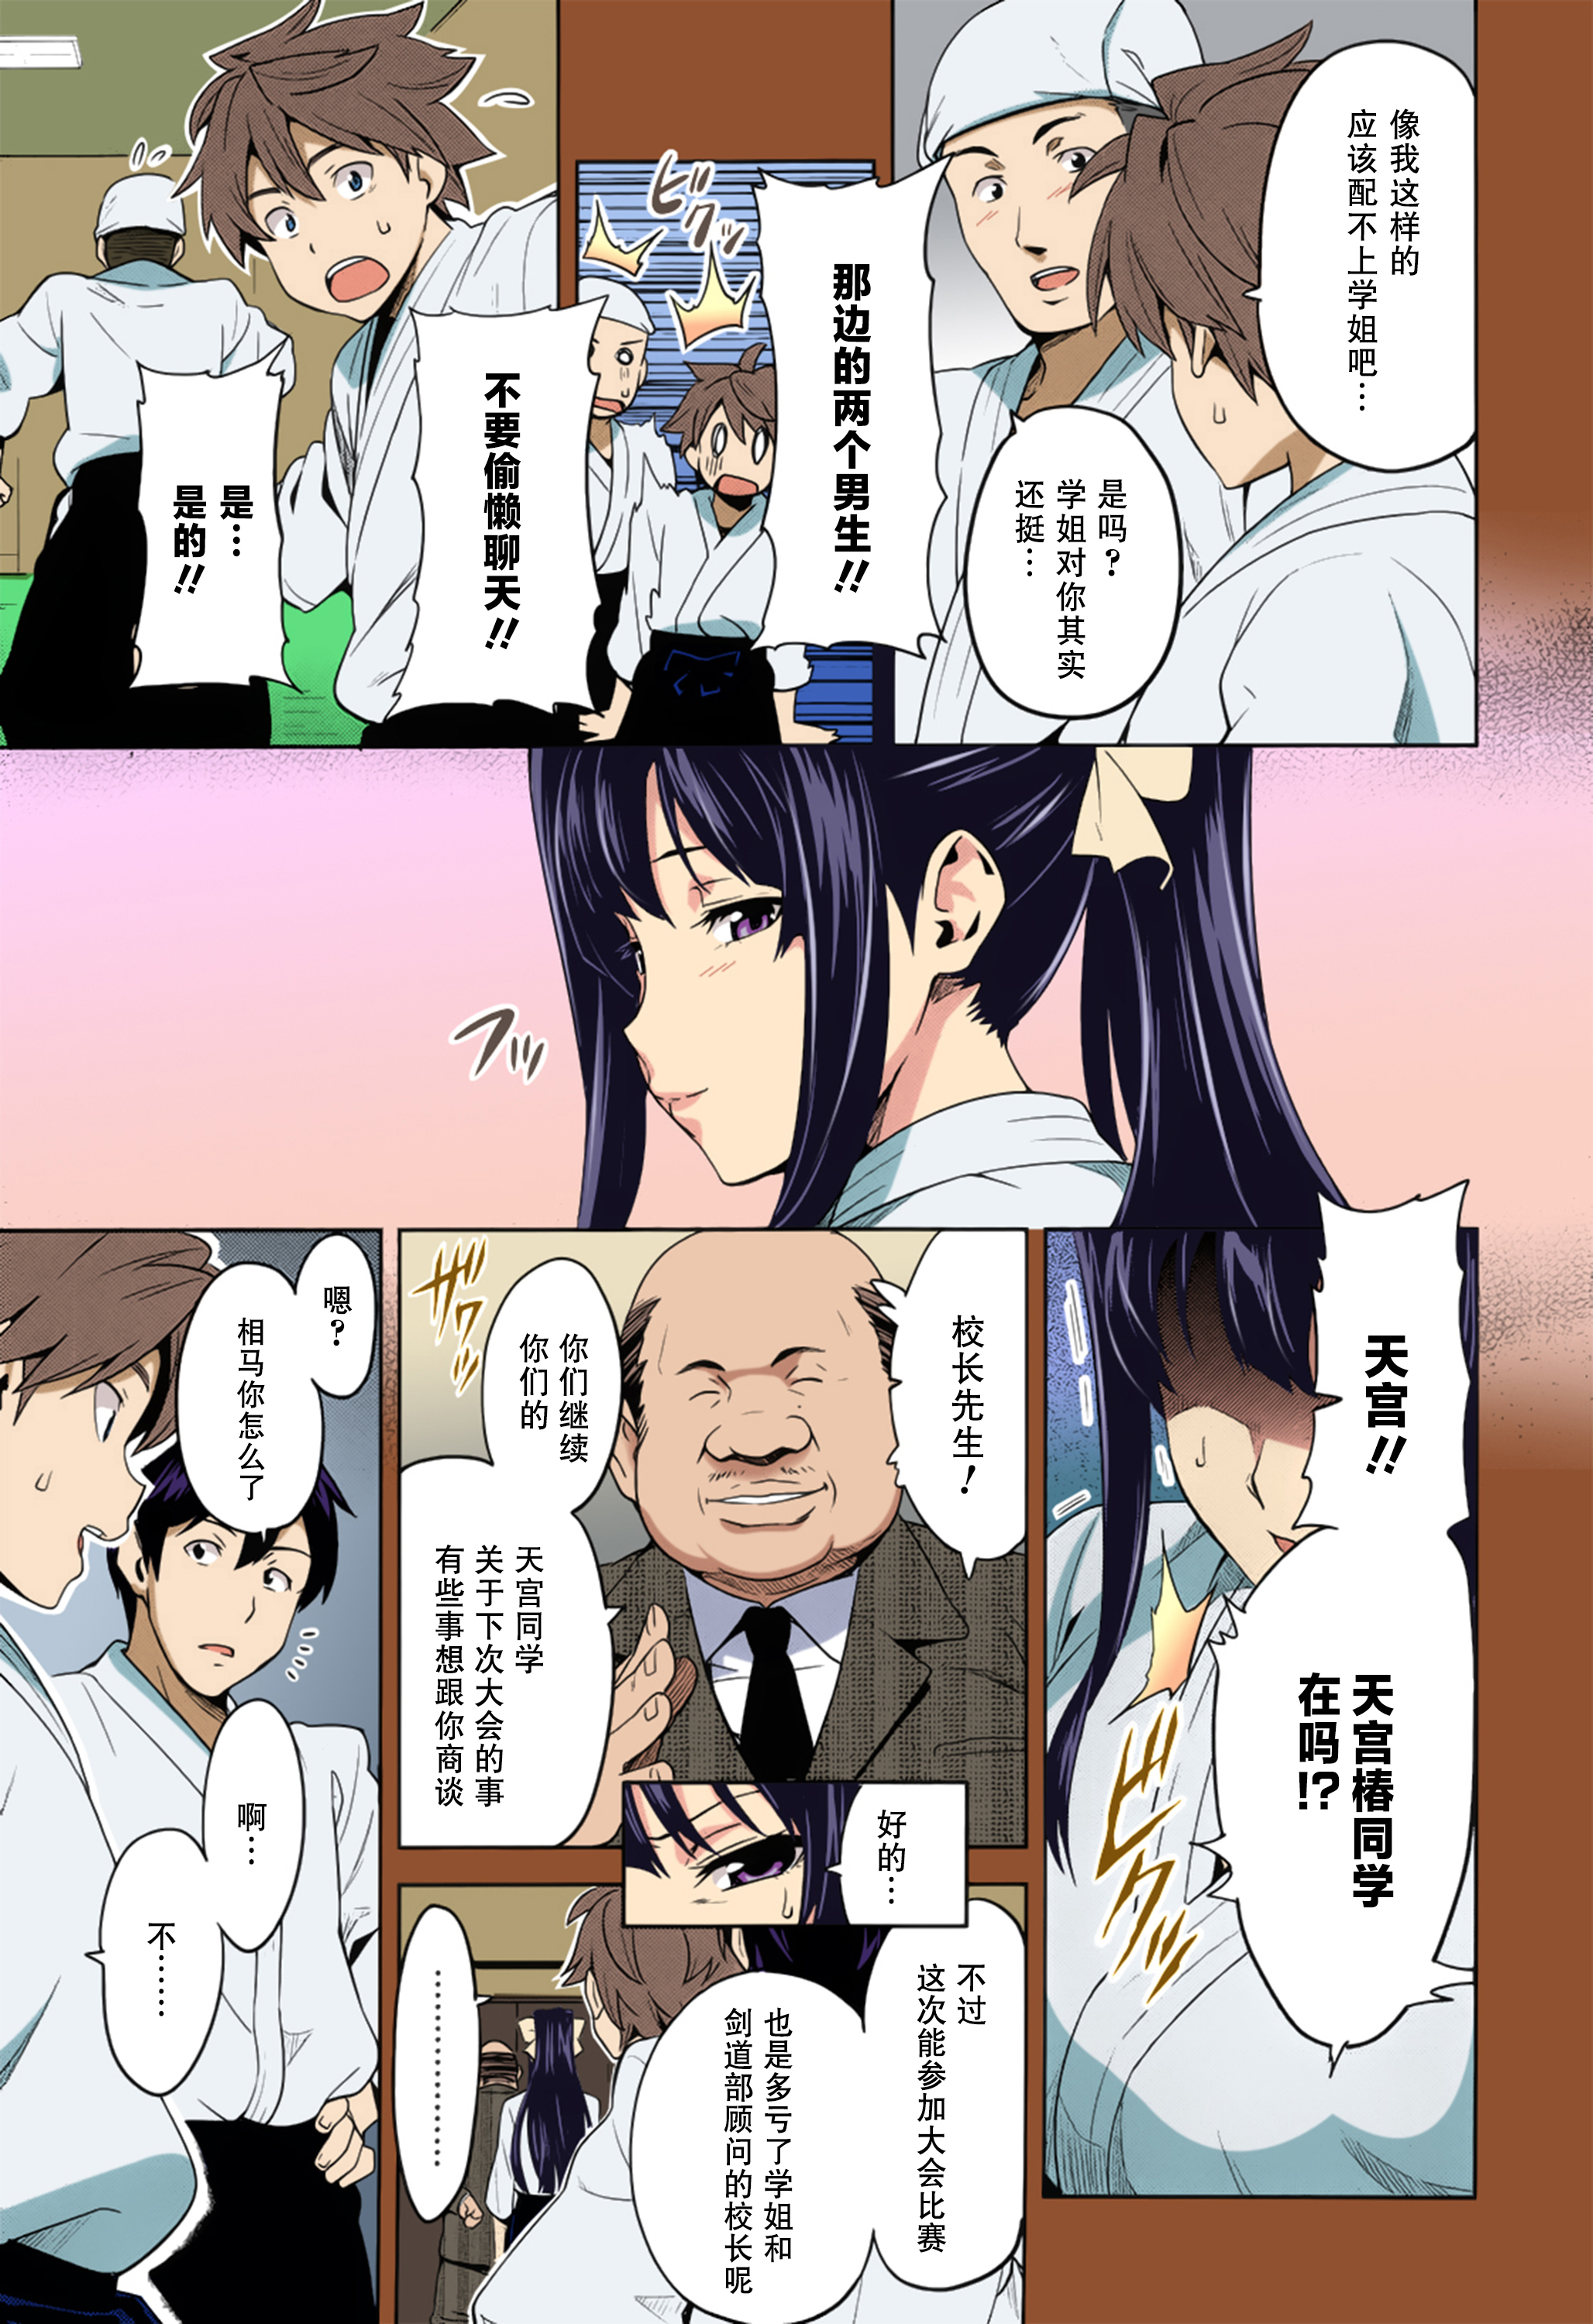 像我这样的
应该配不上学姐吧…
是吗?
学姐对你其实
还挺…
那边的两个男生!!
ビクッ
不要偷懒聊天!!
是…
是的!!
フッ
天宫!!
天宫椿同学
在吗!?
ビクッ
校长先生!
ザワッ
你们继续
你们的
天宫同学
关于下次大会的事
有些事想跟你商谈
好的…
不过
这次能参加大会比赛
也是多亏了学姐和
剑道部顾问的校长呢
……………
嗯?
相马你怎么了
啊…
不……